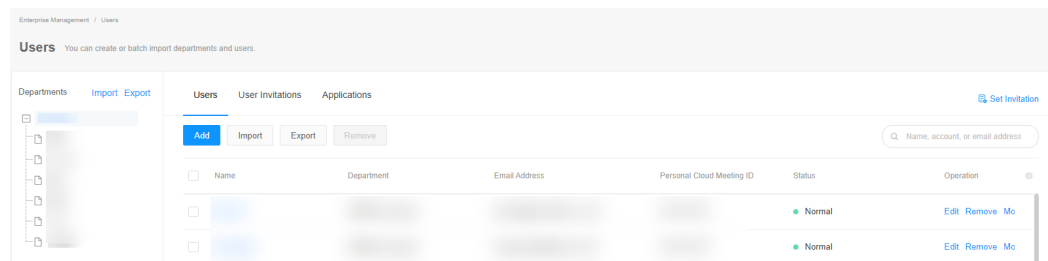 Enterprise Management / Users
Users You can create or batch import departments and users.
Departments Import Export
Users User Invitations Applications
Set Invitation
Add Import Export Remove
Name, account, or email address
Name Department Email Address Personal Cloud Meeting ID Status Operation
Normal Edit Remove Mo
Normal Edit Remove Mo